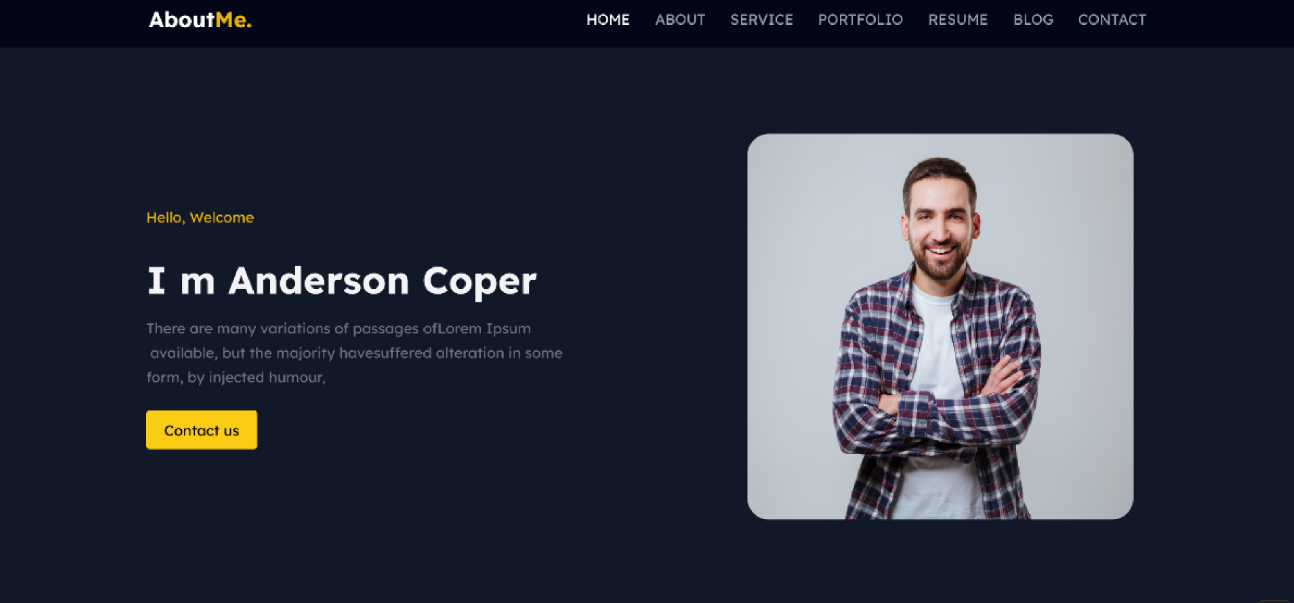 AboutMe.
HOME ABOUT SERVICE PORTFOLIO RESUME BLOG CONTACT
Hello, Welcome
I m Anderson Coper
There are many variations of passages ofLorem Ipsum
available, but the majority havesuffered alteration in some
form, by injected humour,
Contact us